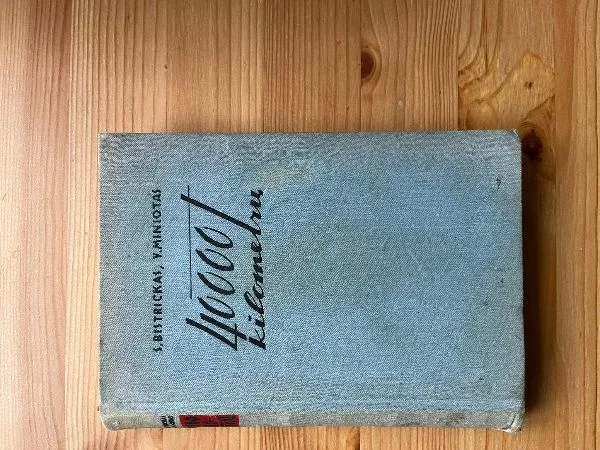 S. BISTRICKAS, V. MINIOTAS
40000
kilometrų